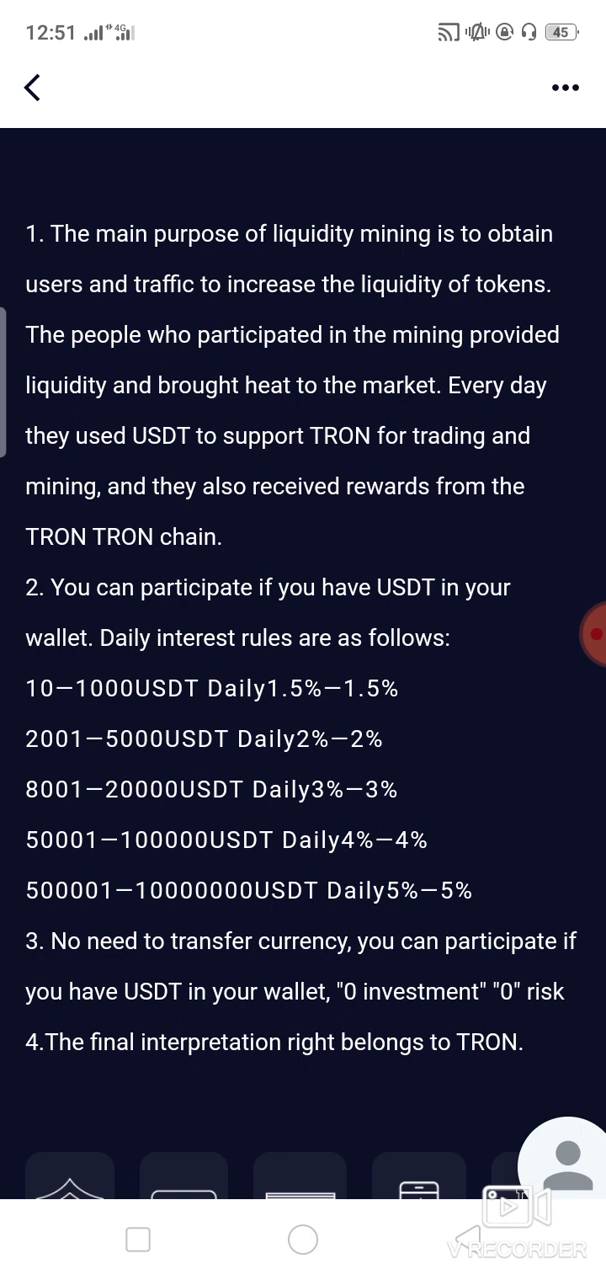 12:51 4G 45
1. The main purpose of liquidity mining is to obtain
users and traffic to increase the liquidity of tokens.
The people who participated in the mining provided
liquidity and brought heat to the market. Every day
they used USDT to support TRON for trading and
mining, and they also received rewards from the
TRON TRON chain.
2. You can participate if you have USDT in your
wallet. Daily interest rules are as follows:
10—1000USDT Daily1.5%—1.5%
2001—5000USDT Daily2%—2%
8001—20000USDT Daily3%—3%
50001—100000USDT Daily4%—4%
500001—10000000USDT Daily5%—5%
3. No need to transfer currency, you can participate if
you have USDT in your wallet, "0 investment" "0" risk
4.The final interpretation right belongs to TRON.
V RECORDER